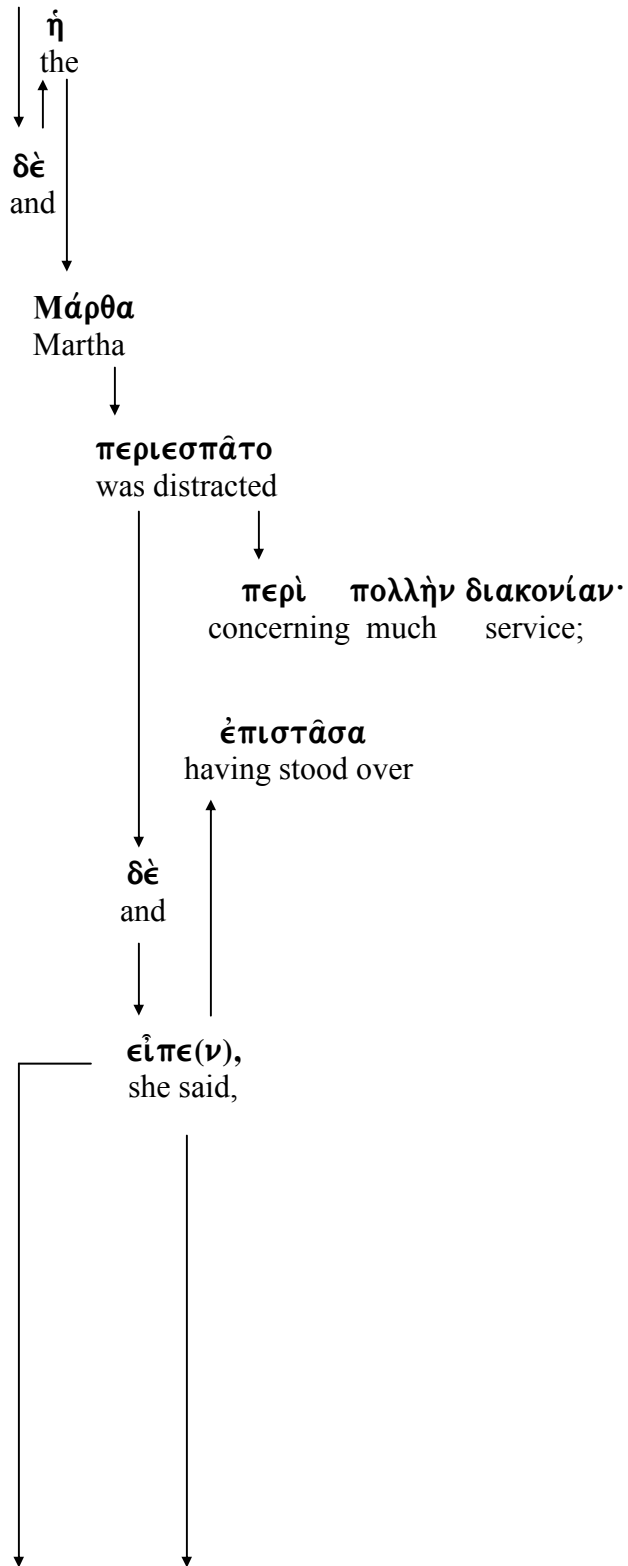 ἡ
the
δὲ
and
Μάρθα
Martha
περιεσπᾶτο
was distracted
περὶ πολλὴν διακονίαν·
concerning much service;
ἐπιστᾶσα
having stood over
δὲ
and
εἶπε(ν),
she said,